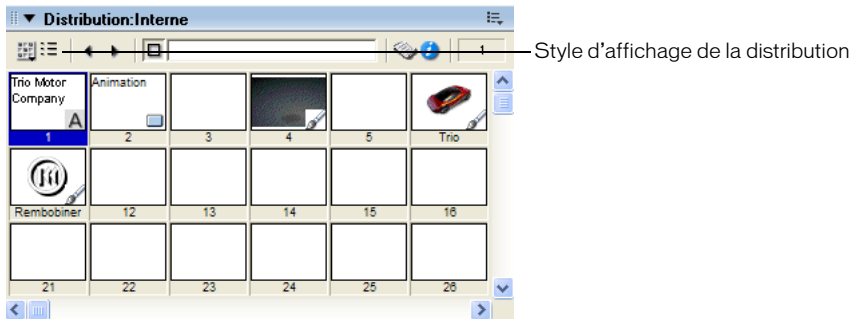 Distribution:Interne
1
Style d'affichage de la distribution
Trio Motor
Company
A
Animation
1 2 3 4 5 Trio
Rembobiner 12 13 14 15 16
21 22 23 24 25 26